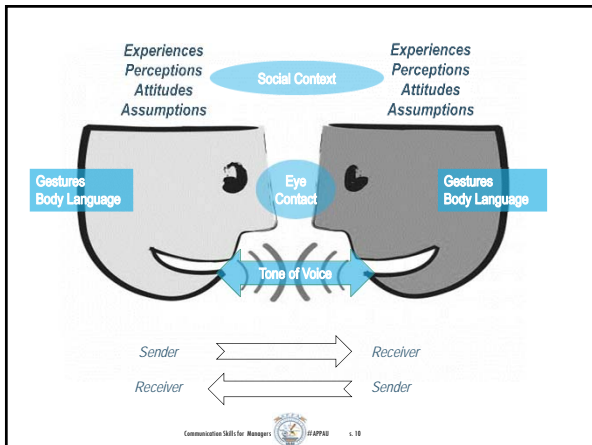 Experiences
Perceptions
Attitudes
Assumptions
Social Context
Experiences
Perceptions
Attitudes
Assumptions
Gestures
Body Language
Eye
Contact
Gestures
Body Language
Tone of Voice
Sender Receiver
Receiver Sender
Communication Skills for Managers #APPAU s. 10